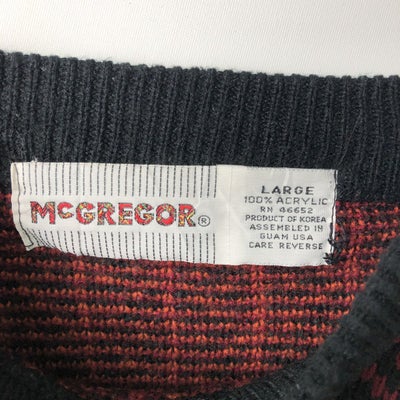 McGREGOR®
LARGE
100% ACRYLIC
RN 46652
PRODUCT OF KOREA
ASSEMBLED IN
GUAM USA
CARE REVERSE